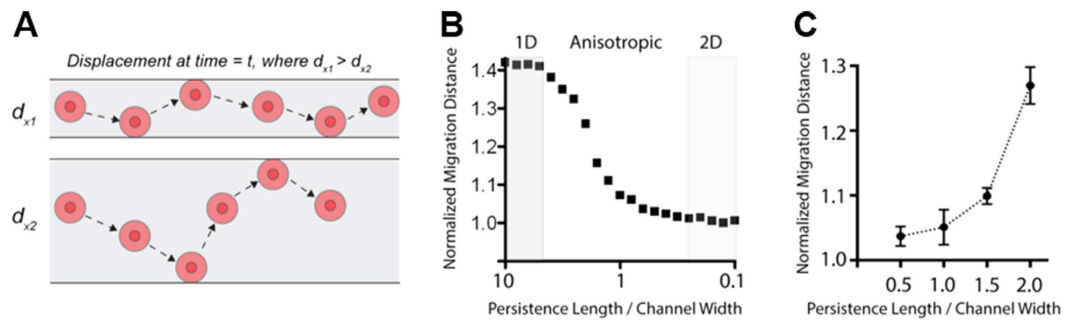 A
Displacement at time = t, where dx1 > dx2
dx1
dx2
B
1D Anisotropic 2D
Normalized Migration Distance
1.4
1.3
1.2
1.1
1.0
10 1 0.1
Persistence Length / Channel Width
C
Normalized Migration Distance
1.3
1.2
1.1
1.0
0.5 1.0 1.5 2.0
Persistence Length / Channel Width